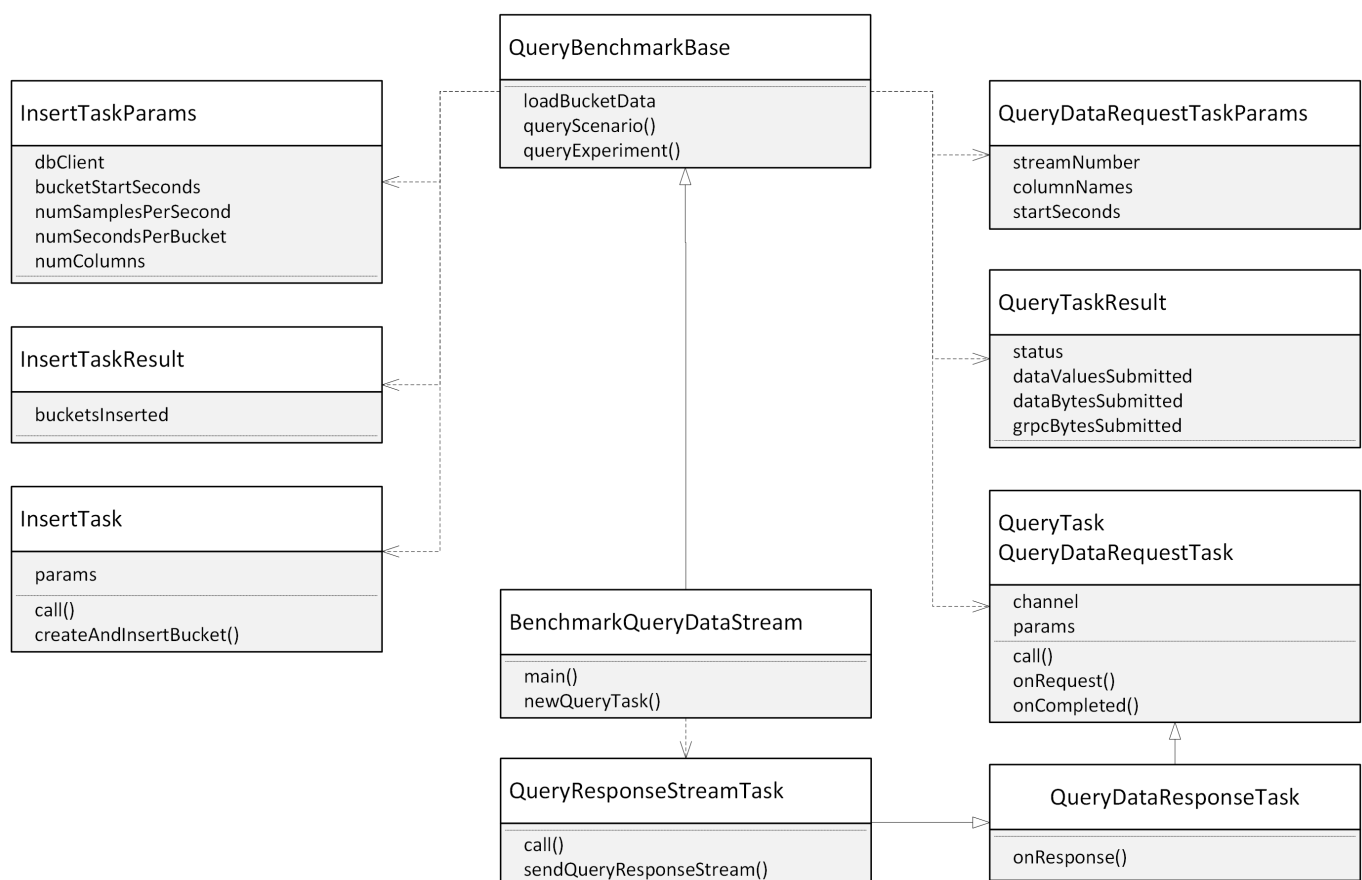 QueryBenchmarkBase
loadBucketData
queryScenario()
queryExperiment()
InsertTaskParams
dbClient
bucketStartSeconds
numSamplesPerSecond
numSecondsPerBucket
numColumns
InsertTaskResult
bucketsInserted
InsertTask
params
call()
createAndInsertBucket()
QueryDataRequestTaskParams
streamNumber
columnNames
startSeconds
QueryTaskResult
status
dataValuesSubmitted
dataBytesSubmitted
grpcBytesSubmitted
QueryTask
QueryDataRequestTask
channel
params
call()
onRequest()
onCompleted()
BenchmarkQueryDataStream
main()
newQueryTask()
QueryResponseStreamTask
call()
sendQueryResponseStream()
QueryDataResponseTask
onResponse()